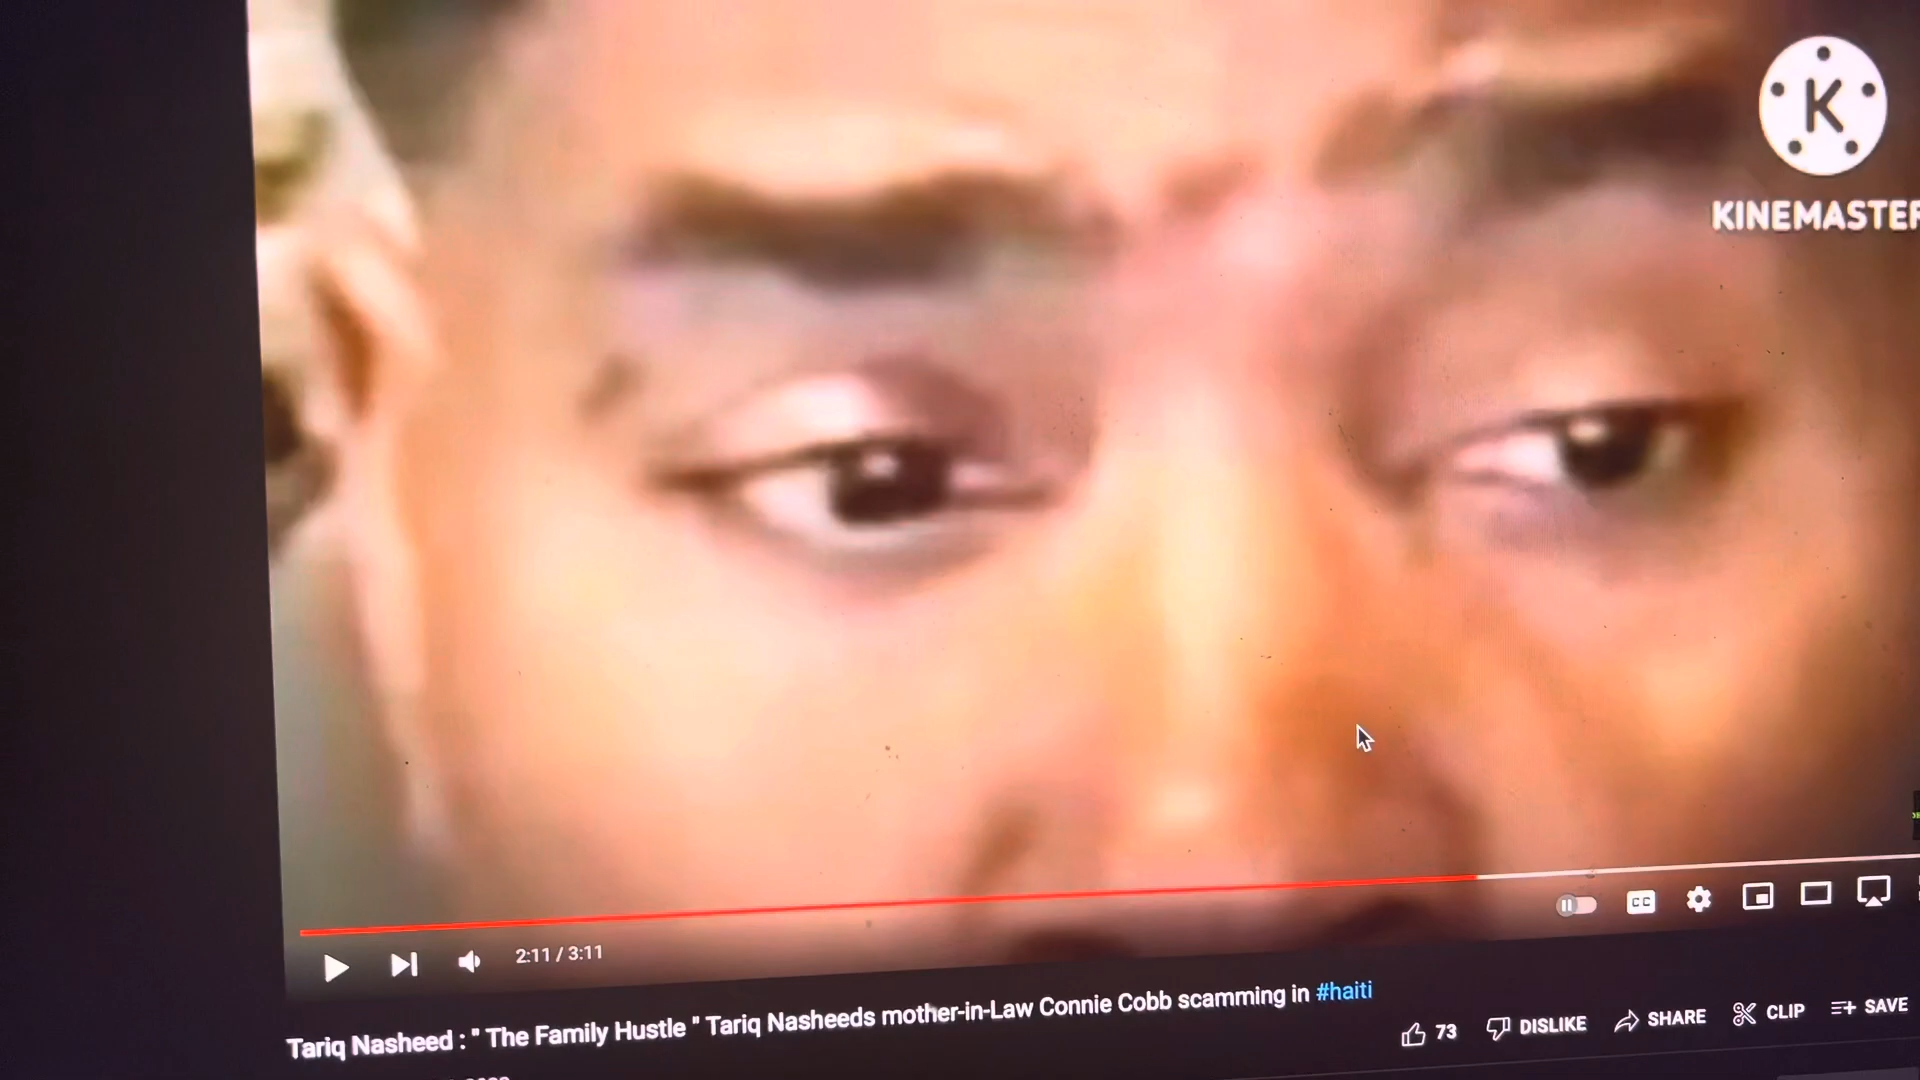 K
KINEMASTER
CC
2:11 / 3:11
Tariq Nasheed : " The Family Hustle " Tariq Nasheeds mother-in-Law Connie Cobb scamming in #haiti
73 DISLIKE SHARE CLIP SAVE